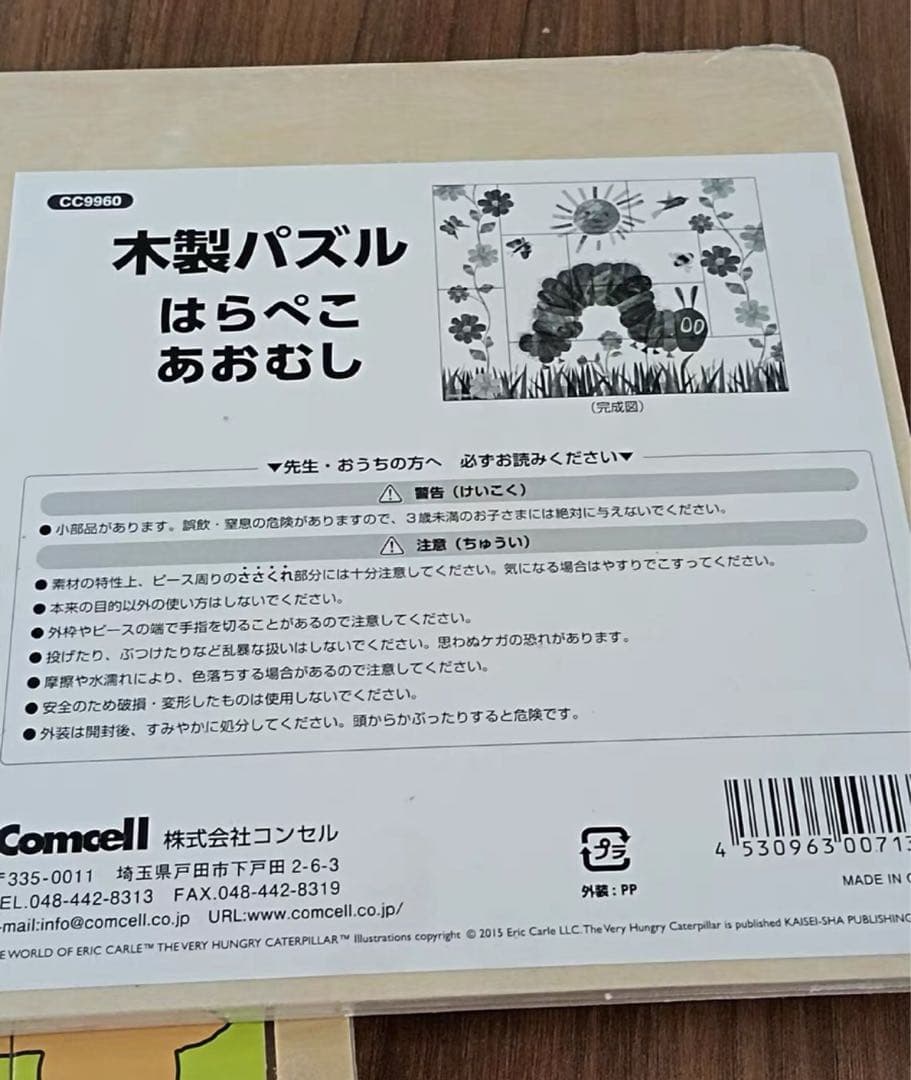 CC9960
木製パズル
はらぺこ
あおむし
(完成図)
▼先生・おうちの方へ 必ずお読みください▼
警告(けいこく)
●小部品があります。誤飲・窒息の危険がありますので、3歳未満のお子さまには絶対に与えないでください。
注意(ちゅうい)
●素材の特性上、ピース周りのささくれ部分には十分注意してください。気になる場合はやすりでこすってください。
●本来の目的以外の使い方はしないでください。
●外枠やピースの端で手指を切ることがあるので注意してください。
●投げたり、ぶつけたりなど乱暴な扱いはしないでください。思わぬケガの恐れがあります。
●摩擦や水濡れにより、色落ちする場合があるので注意してください。
●安全のため破損・変形したものは使用しないでください。
●外装は開封後、すみやかに処分してください。頭からかぶったりすると危険です。
Comcell 株式会社コンセル
〒335-0011 埼玉県戸田市下戸田2-6-3
EL.048-442-8313 FAX.048-442-8319
-mail:info@comcell.co.jp URL:www.comcell.co.jp/
プラ
外装:PP
4 530963 00713
MADE IN
E WORLD OF ERIC CARLE™ THE VERY HUNGRY CATERPILLAR™ Illustrations copyright © 2015 Eric Carle LLC. The Very Hungry Caterpillar is published KAISEI-SHA PUBLISHING